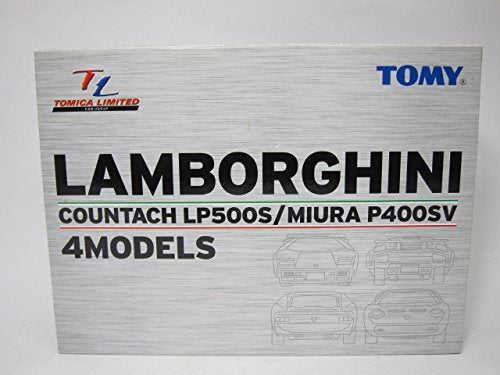 TL
TOMICA LIMITED
TOMY
LAMBORGHINI
COUNTACH LP500S/MIURA P400SV
4MODELS